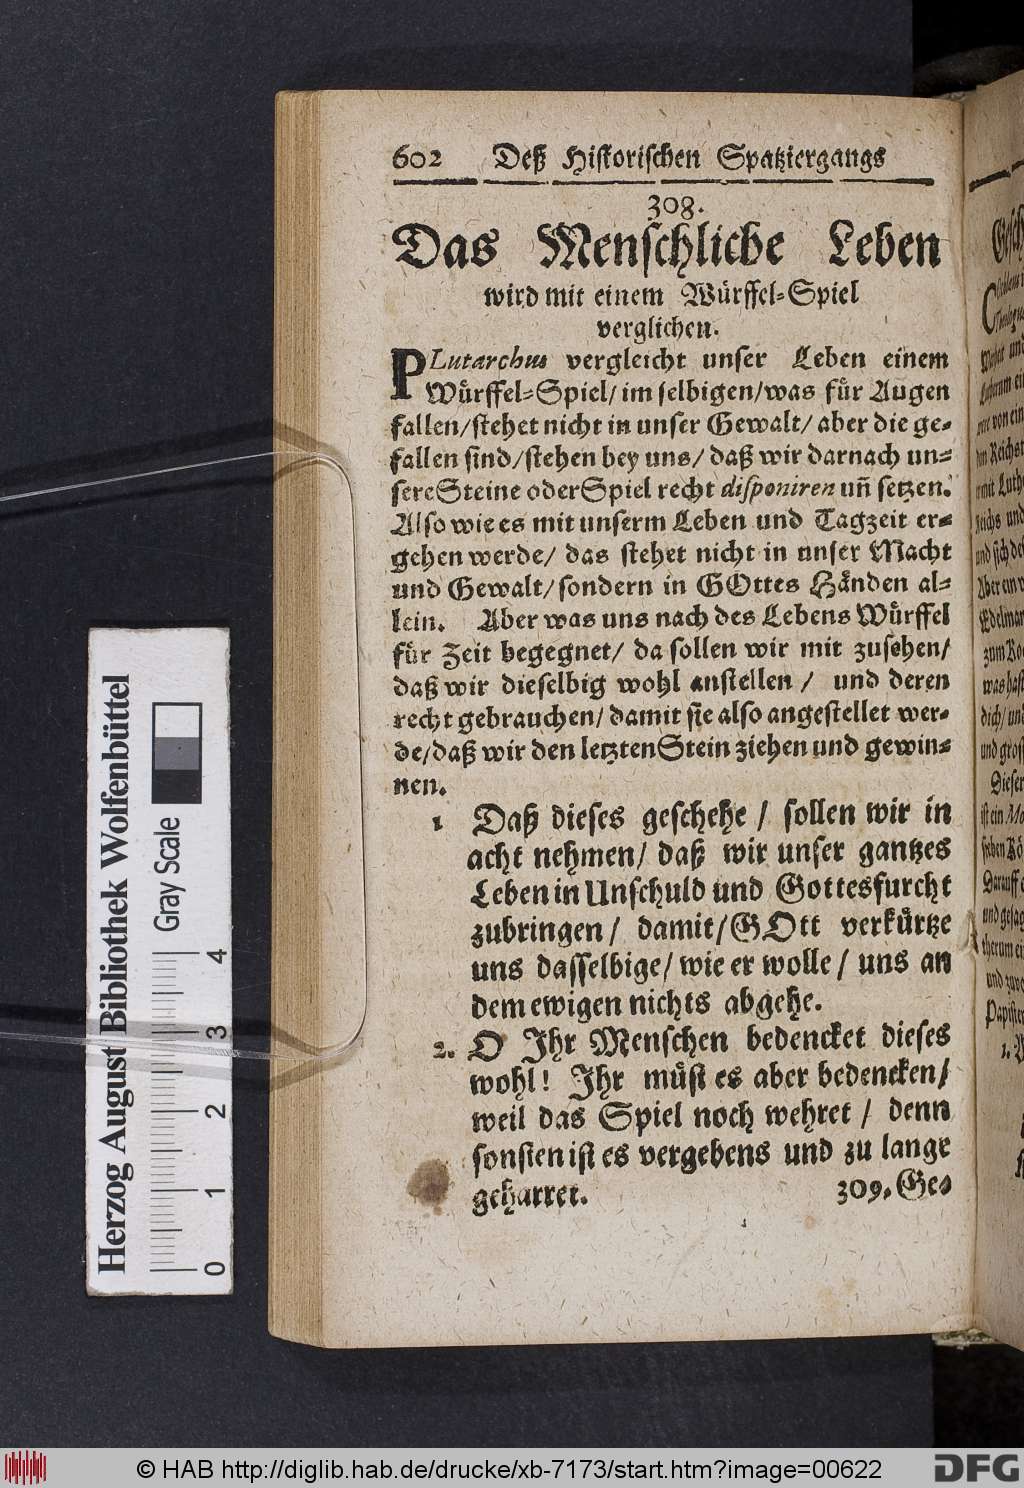 602 Deß Historischen Spatziergangs
308.
Das Menschliche Leben
wird mit einem Würffel-Spiel
verglichen.
PLutarchus vergleicht unser Leben einem
Würffel-Spiel/ im selbigen/was für Augen
fallen/stehet nicht in unser Gewalt/ aber die ge-
fallen sind/stehen bey uns/ daß wir darnach un-
sere Steine oder Spiel recht disponiren uñ setzen.
Also wie es mit unserm Leben und Tagzeit er-
gehen werde/ das stehet nicht in unser Macht
und Gewalt/sondern in GOttes Händen al-
lein. Aber was uns nach des Lebens Würffel
für Zeit begegnet/ da sollen wir mit zusehen/
daß wir dieselbig wohl anstellen / und deren
recht gebrauchen/damit sie also angestellet wer-
de/daß wir den letzten Stein ziehen und gewin-
nen.
1 Daß dieses geschehe / sollen wir in
acht nehmen/ daß wir unser gantzes
Leben in Unschuld und Gottesfurcht
zubringen/ damit/GOtt verkürtze
uns dasselbige/ wie er wolle/ uns an
dem ewigen nichts abgehe.
2. O Ihr Menschen bedencket dieses
wohl! Ihr müst es aber bedencken/
weil das Spiel noch wehret / denn
sonsten ist es vergebens und zu lange
geharret. 309. Ge-
Herzog August Bibliothek Wolfenbüttel
Gray Scale
0 1 2 3 4
© HAB http://diglib.hab.de/drucke/xb-7173/start.htm?image=00622
DFG